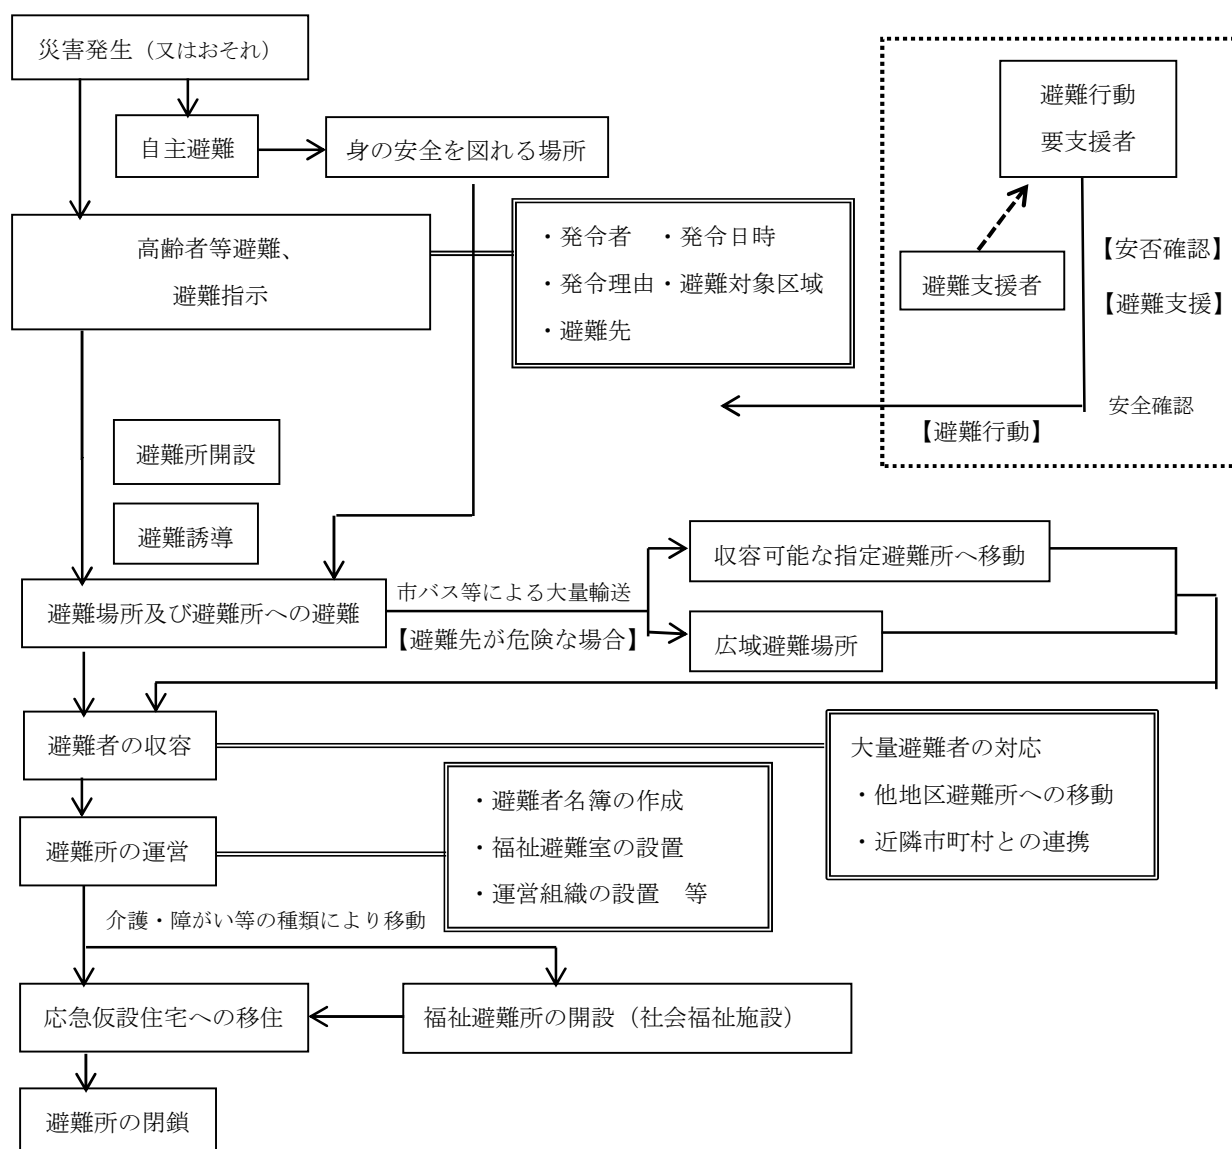 災害発生（又はおそれ）
自主避難
身の安全を図れる場所
高齢者等避難、
避難指示
・発令者　・発令日時
・発令理由・避難対象区域
・避難先
避難行動
要支援者
避難支援者
【安否確認】
【避難支援】
安全確認
【避難行動】
避難所開設
避難誘導
避難場所及び避難所への避難
市バス等による大量輸送
【避難先が危険な場合】
収容可能な指定避難所へ移動
広域避難場所
避難者の収容
大量避難者の対応
・他地区避難所への移動
・近隣市町村との連携
避難所の運営
・避難者名簿の作成
・福祉避難室の設置
・運営組織の設置　等
介護・障がい等の種類により移動
応急仮設住宅への移住
福祉避難所の開設（社会福祉施設）
避難所の閉鎖